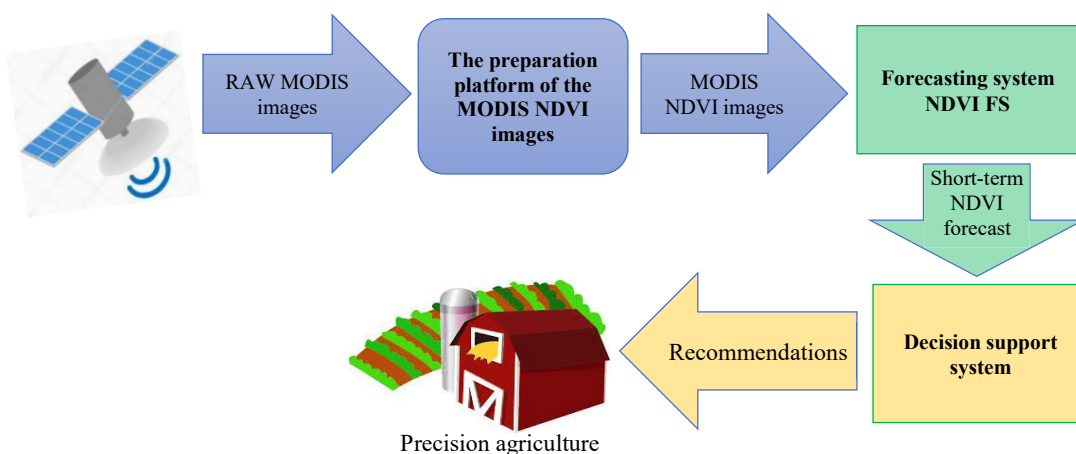 RAW MODIS
images
The preparation
platform of the
MODIS NDVI
images
MODIS
NDVI images
Forecasting system
NDVI FS
Short-term
NDVI
forecast
Decision support
system
Recommendations
Precision agriculture